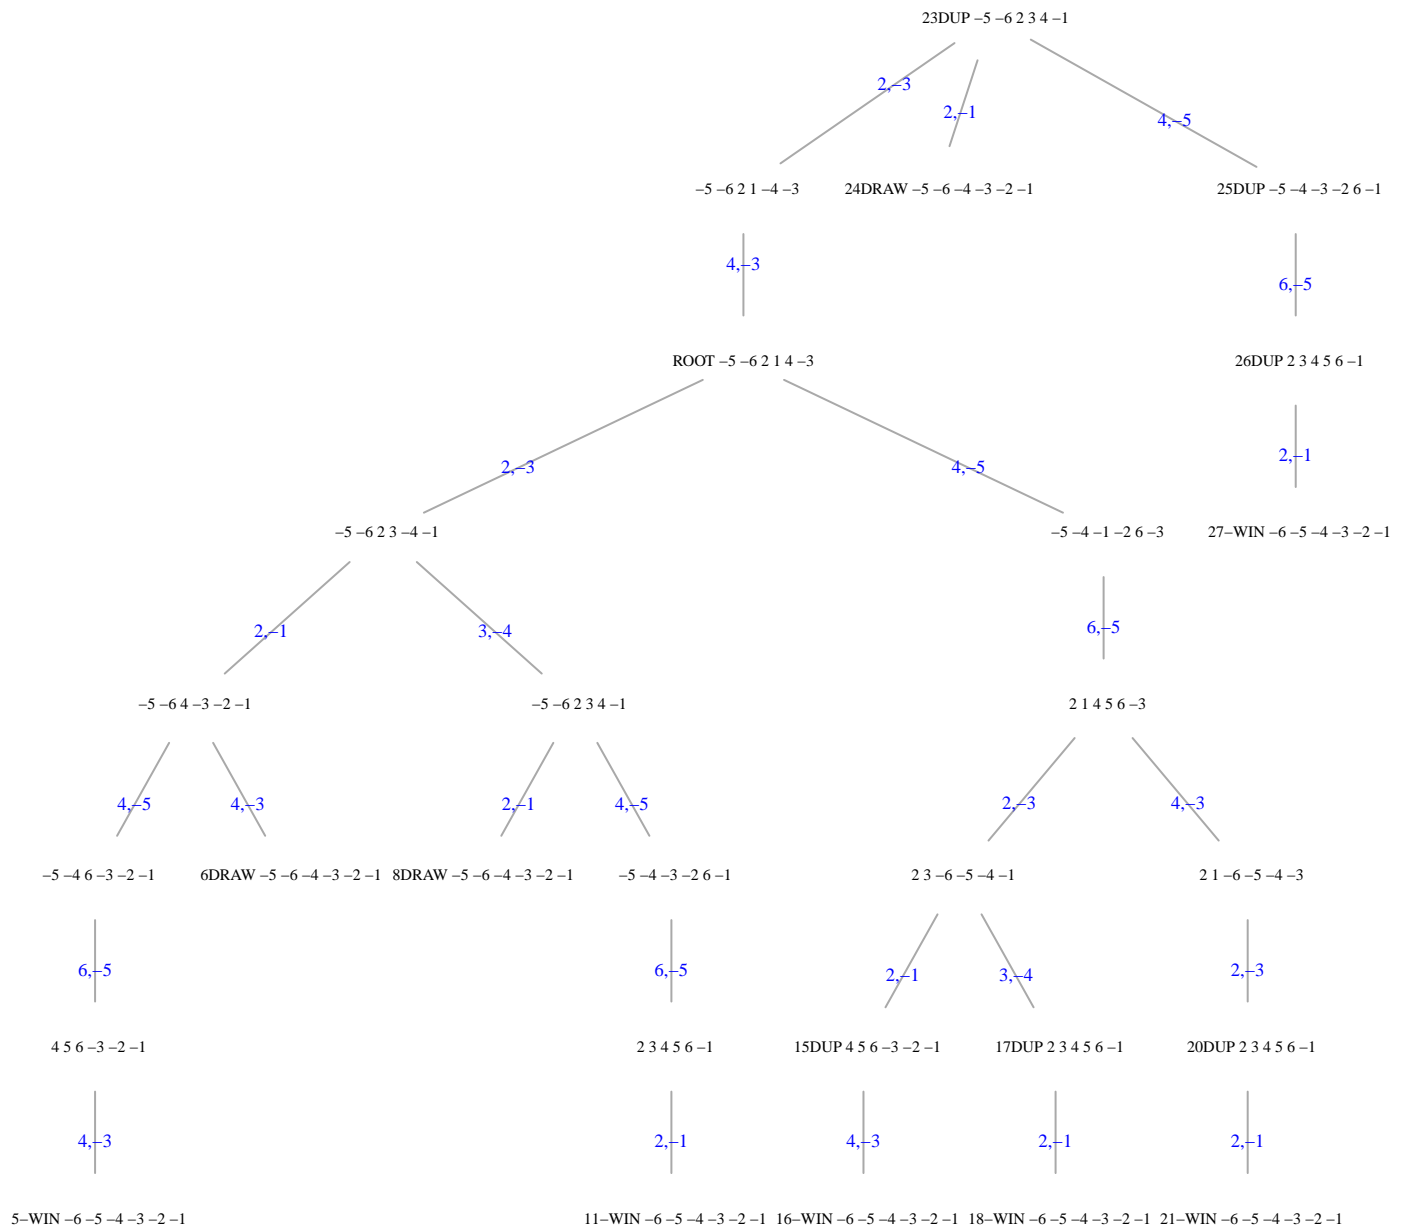 23DUP –5 –6 2 3 4 –1
2,–3
2,–1
4,–5
–5 –6 2 1 –4 –3
24DRAW –5 –6 –4 –3 –2 –1
25DUP –5 –4 –3 –2 6 –1
4,–3
6,–5
ROOT –5 –6 2 1 4 –3
26DUP 2 3 4 5 6 –1
2,–3
4,–5
2,–1
–5 –6 2 3 –4 –1
–5 –4 –1 –2 6 –3
27–WIN –6 –5 –4 –3 –2 –1
2,–1
3,–4
6,–5
–5 –6 4 –3 –2 –1
–5 –6 2 3 4 –1
2 1 4 5 6 –3
4,–5
4,–3
2,–1
4,–5
2,–3
4,–3
–5 –4 6 –3 –2 –1
6DRAW –5 –6 –4 –3 –2 –1
8DRAW –5 –6 –4 –3 –2 –1
–5 –4 –3 –2 6 –1
2 3 –6 –5 –4 –1
2 1 –6 –5 –4 –3
6,–5
6,–5
2,–1
3,–4
2,–3
4 5 6 –3 –2 –1
2 3 4 5 6 –1
15DUP 4 5 6 –3 –2 –1
17DUP 2 3 4 5 6 –1
20DUP 2 3 4 5 6 –1
4,–3
2,–1
4,–3
2,–1
2,–1
5–WIN –6 –5 –4 –3 –2 –1
11–WIN –6 –5 –4 –3 –2 –1
16–WIN –6 –5 –4 –3 –2 –1
18–WIN –6 –5 –4 –3 –2 –1
21–WIN –6 –5 –4 –3 –2 –1